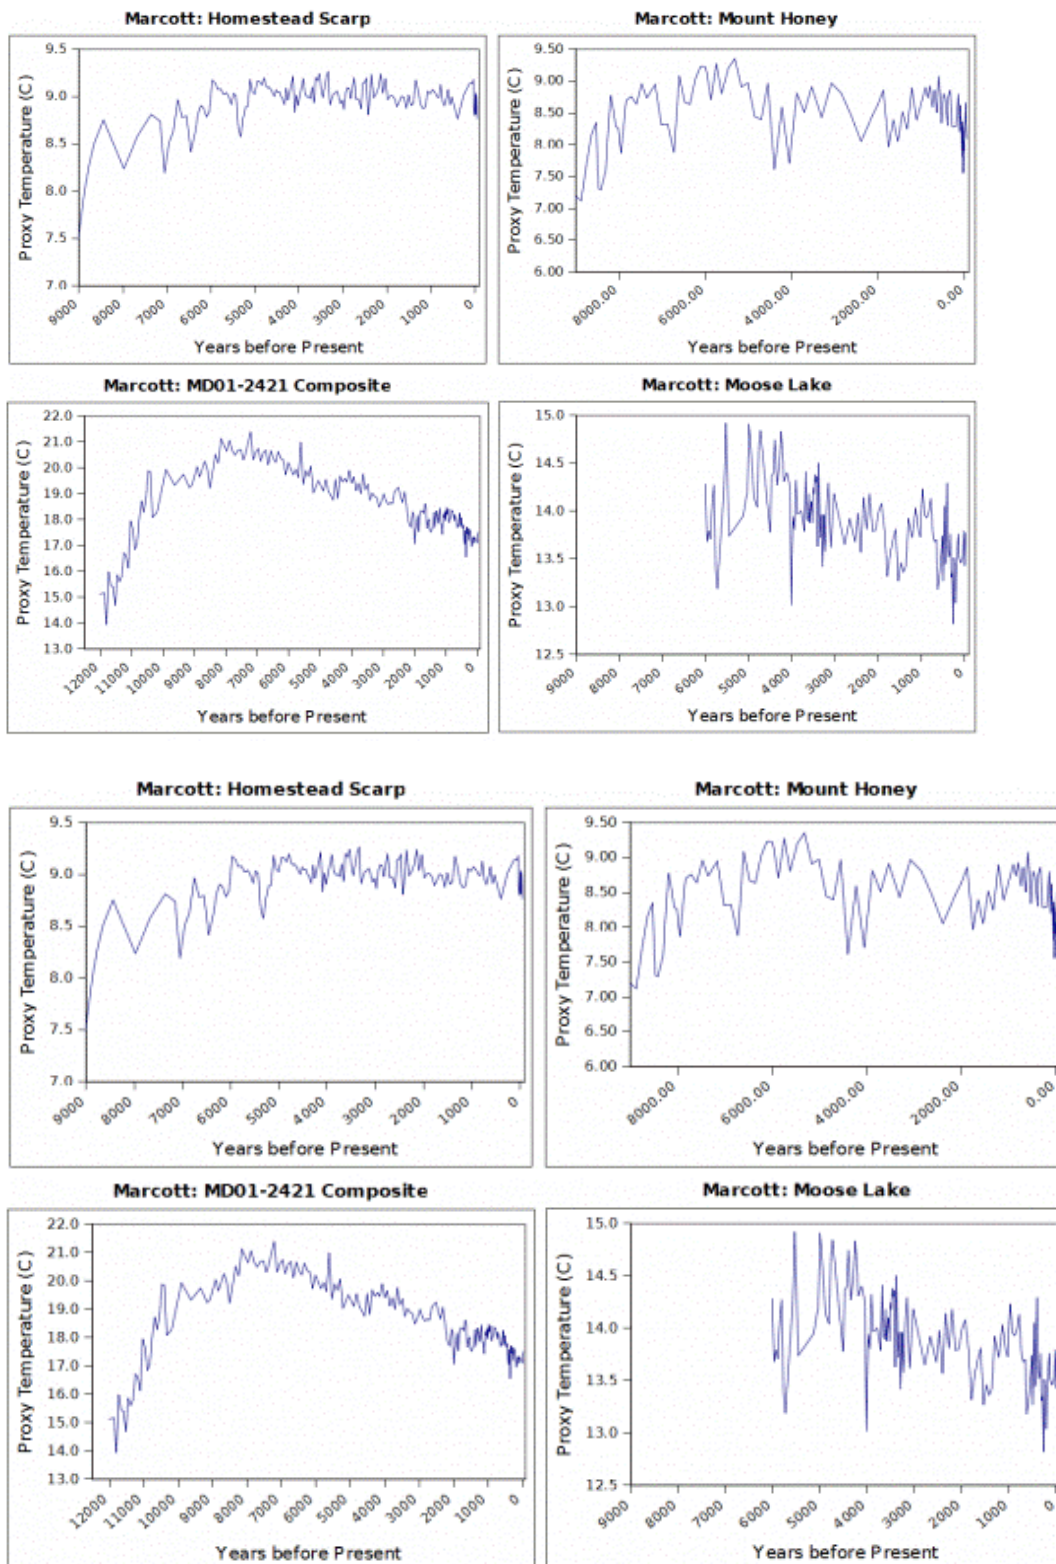 Marcott: Homestead Scarp
Proxy Temperature (C)
9.5
9.0
8.5
8.0
7.5
7.0
9000 8000 7000 6000 5000 4000 3000 2000 1000 0
Years before Present
Marcott: Mount Honey
Proxy Temperature (C)
9.50
9.00
8.50
8.00
7.50
7.00
6.50
6.00
8000.00 6000.00 4000.00 2000.00 0.00
Years before Present
Marcott: MD01-2421 Composite
Proxy Temperature (C)
22.0
21.0
20.0
19.0
18.0
17.0
16.0
15.0
14.0
13.0
12000 11000 10000 9000 8000 7000 6000 5000 4000 3000 2000 1000 0
Years before Present
Marcott: Moose Lake
Proxy Temperature (C)
15.0
14.5
14.0
13.5
13.0
12.5
9000 8000 7000 6000 5000 4000 3000 2000 1000 0
Years before Present
Marcott: Homestead Scarp
Proxy Temperature (C)
9.5
9.0
8.5
8.0
7.5
7.0
9000 8000 7000 6000 5000 4000 3000 2000 1000 0
Years before Present
Marcott: Mount Honey
Proxy Temperature (C)
9.50
9.00
8.50
8.00
7.50
7.00
6.50
6.00
8000.00 6000.00 4000.00 2000.00 0.00
Years before Present
Marcott: MD01-2421 Composite
Proxy Temperature (C)
22.0
21.0
20.0
19.0
18.0
17.0
16.0
15.0
14.0
13.0
12000 11000 10000 9000 8000 7000 6000 5000 4000 3000 2000 1000 0
Years before Present
Marcott: Moose Lake
Proxy Temperature (C)
15.0
14.5
14.0
13.5
13.0
12.5
9000 8000 7000 6000 5000 4000 3000 2000 1000 0
Years before Present